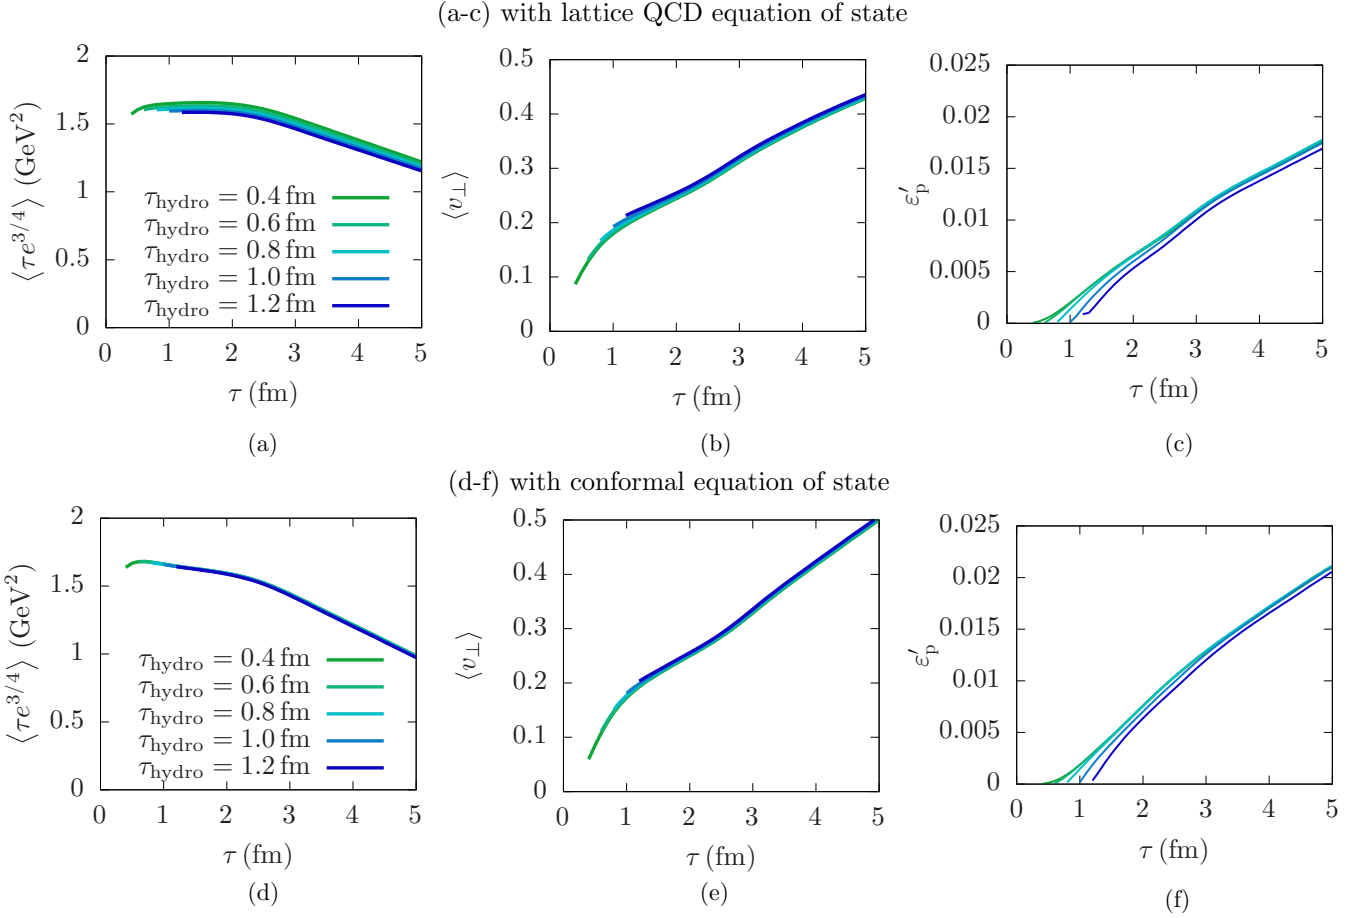 (a-c) with lattice QCD equation of state
⟨τe^{3/4}⟩ (GeV²)
2
1.5
1
0.5
0
τ_hydro = 0.4 fm
τ_hydro = 0.6 fm
τ_hydro = 0.8 fm
τ_hydro = 1.0 fm
τ_hydro = 1.2 fm
0 1 2 3 4 5
τ (fm)
(a)
⟨v_⊥⟩
0.5
0.4
0.3
0.2
0.1
0
0 1 2 3 4 5
τ (fm)
(b)
ε′_p
0.025
0.02
0.015
0.01
0.005
0
0 1 2 3 4 5
τ (fm)
(c)
(d-f) with conformal equation of state
⟨τe^{3/4}⟩ (GeV²)
2
1.5
1
0.5
0
τ_hydro = 0.4 fm
τ_hydro = 0.6 fm
τ_hydro = 0.8 fm
τ_hydro = 1.0 fm
τ_hydro = 1.2 fm
0 1 2 3 4 5
τ (fm)
(d)
⟨v_⊥⟩
0.5
0.4
0.3
0.2
0.1
0
0 1 2 3 4 5
τ (fm)
(e)
ε′_p
0.025
0.02
0.015
0.01
0.005
0
0 1 2 3 4 5
τ (fm)
(f)